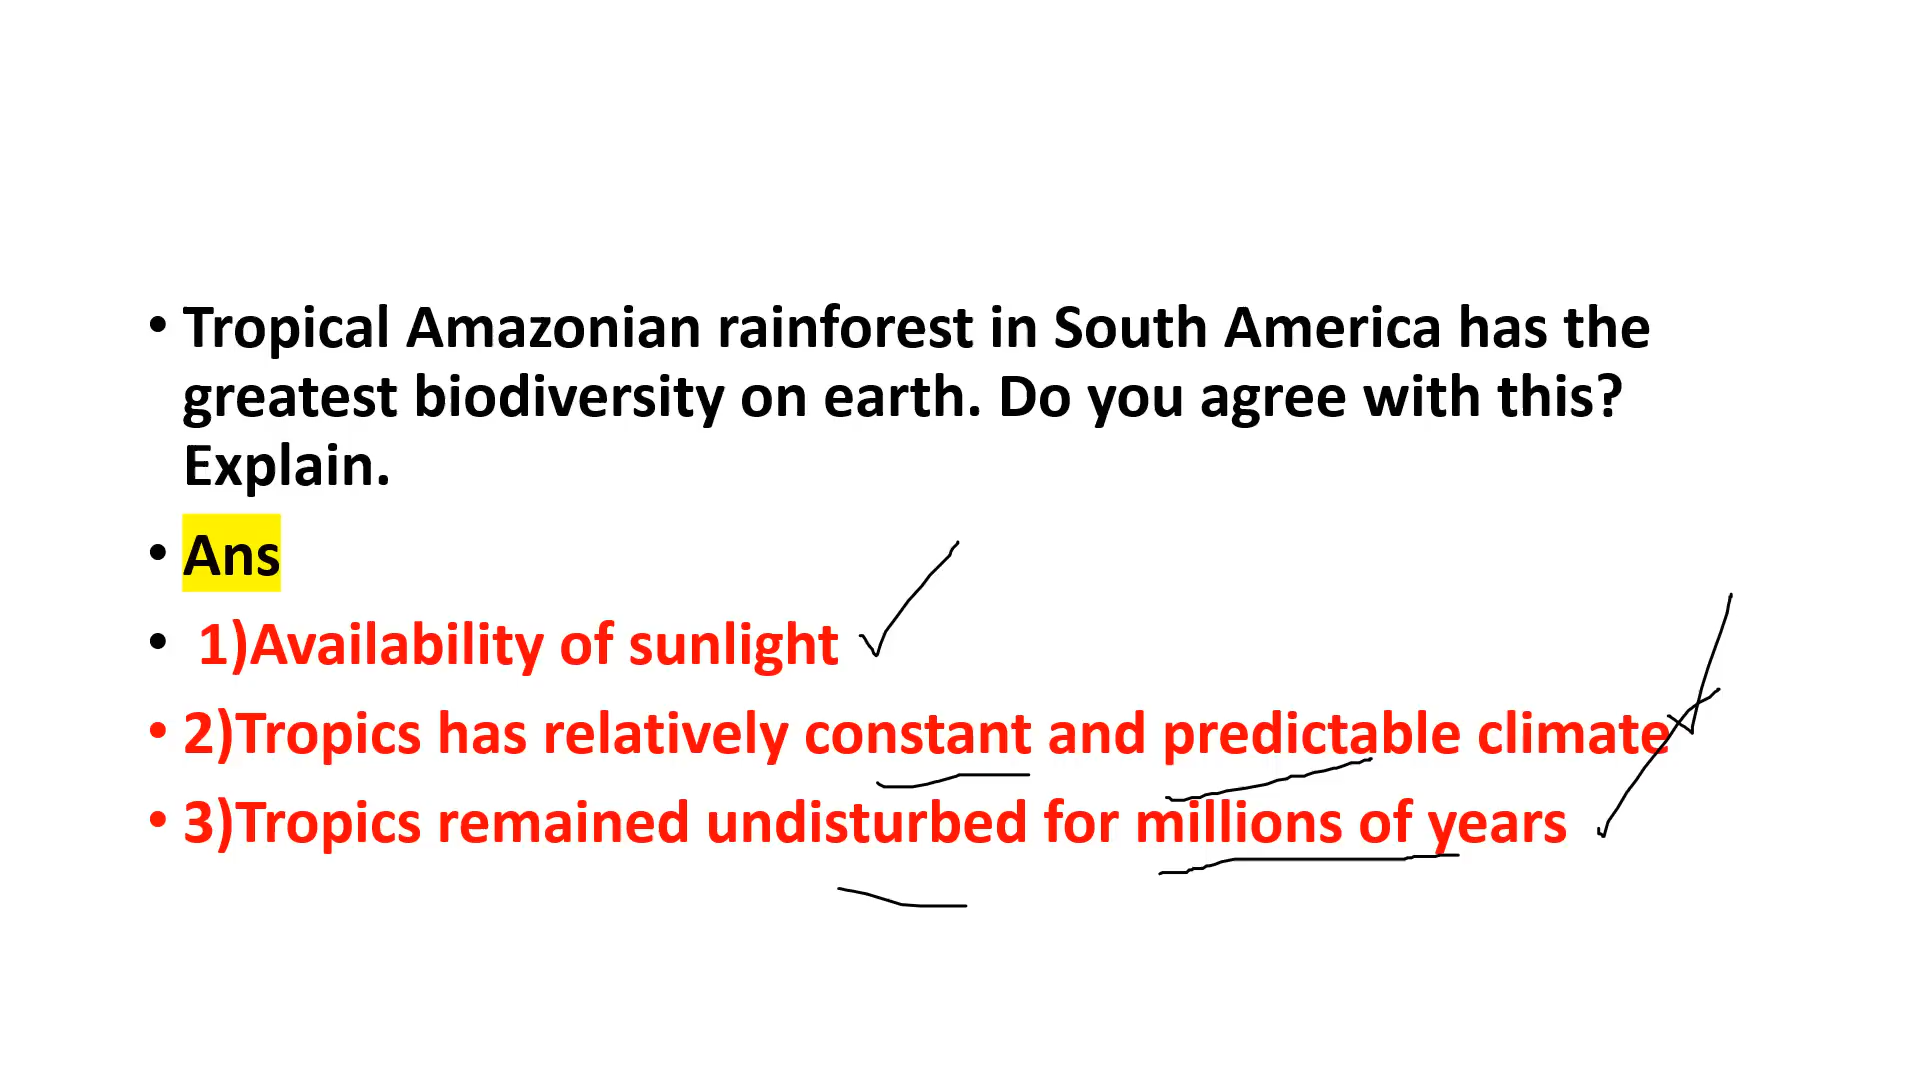 • Tropical Amazonian rainforest in South America has the
greatest biodiversity on earth. Do you agree with this?
Explain.
• Ans
• 1)Availability of sunlight
• 2)Tropics has relatively constant and predictable climate
• 3)Tropics remained undisturbed for millions of years